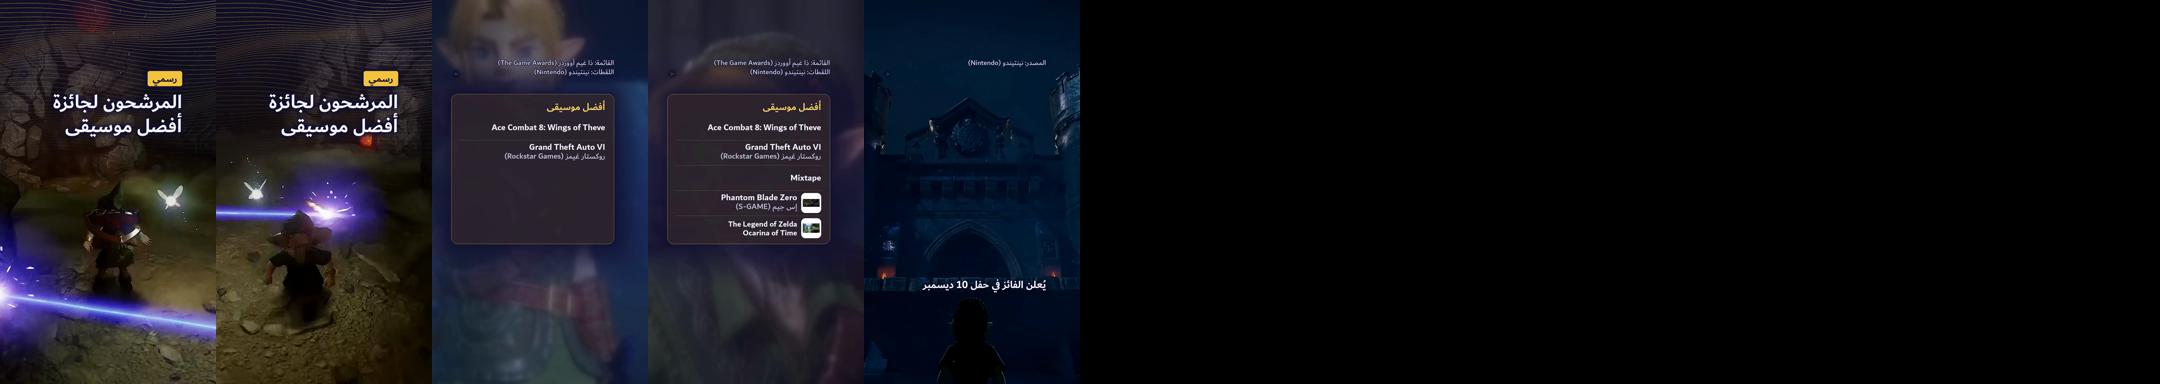 رسمي
المرشحون لجائزة
أفضل موسيقى
رسمي
المرشحون لجائزة
أفضل موسيقى
القائمة: ذا غيم أووردز (The Game Awards)
اللقطات: نينتيندو (Nintendo)
أفضل موسيقى
Ace Combat 8: Wings of Theve
Grand Theft Auto VI
روكستار غيمز (Rockstar Games)
القائمة: ذا غيم أووردز (The Game Awards)
اللقطات: نينتيندو (Nintendo)
أفضل موسيقى
Ace Combat 8: Wings of Theve
Grand Theft Auto VI
روكستار غيمز (Rockstar Games)
Mixtape
Phantom Blade Zero
إس جيم (S-GAME)
The Legend of Zelda
Ocarina of Time
المصدر: نينتيندو (Nintendo)
يُعلن الفائز في حفل 10 ديسمبر